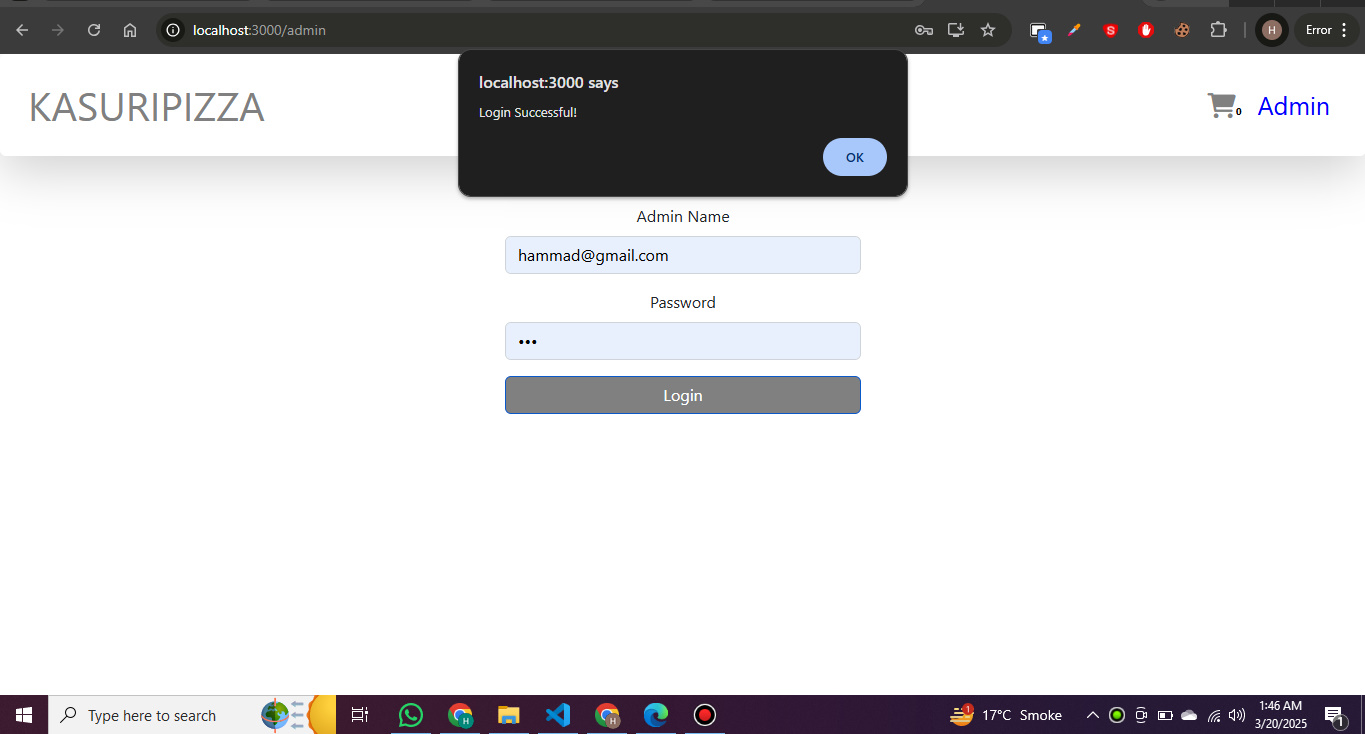 localhost:3000/admin
S
H
Error
localhost:3000 says
Login Successful!
OK
KASURIPIZZA
0
Admin
Admin Name
hammad@gmail.com
Password
•••
Login
Type here to search
H
H
1
17°C Smoke
1:46 AM
3/20/2025
1